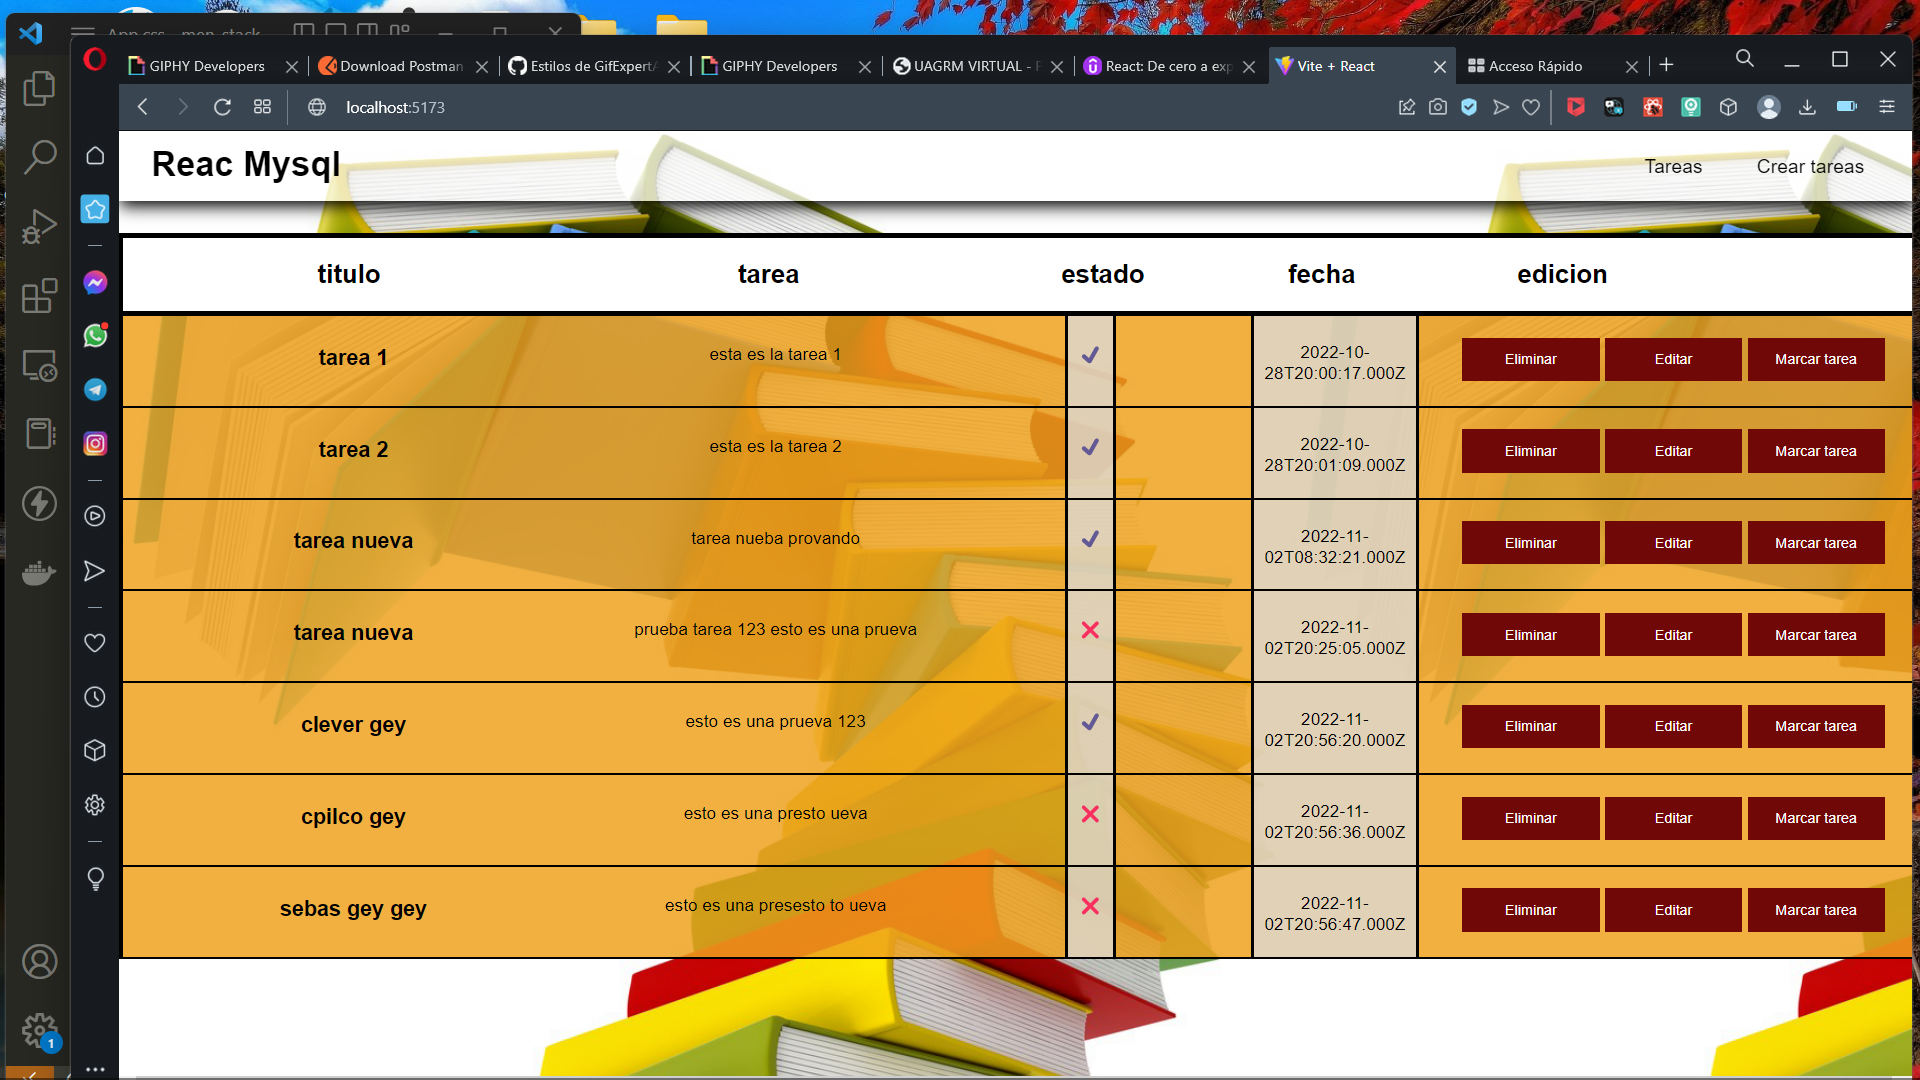 App.css - men_stack
GIPHY Developers
Download Postman
Estilos de GifExpertA
GIPHY Developers
UAGRM VIRTUAL - P
React: De cero a exp
Vite + React
Acceso Rápido
localhost:5173
Reac Mysql
Tareas
Crear tareas
titulo tarea estado fecha edicion
tarea 1 esta es la tarea 1 2022-10-
28T20:00:17.000Z Eliminar Editar Marcar tarea
tarea 2 esta es la tarea 2 2022-10-
28T20:01:09.000Z Eliminar Editar Marcar tarea
tarea nueva tarea nueba provando 2022-11-
02T08:32:21.000Z Eliminar Editar Marcar tarea
tarea nueva prueba tarea 123 esto es una prueva 2022-11-
02T20:25:05.000Z Eliminar Editar Marcar tarea
clever gey esto es una prueva 123 2022-11-
02T20:56:20.000Z Eliminar Editar Marcar tarea
cpilco gey esto es una presto ueva 2022-11-
02T20:56:36.000Z Eliminar Editar Marcar tarea
sebas gey gey esto es una presesto to ueva 2022-11-
02T20:56:47.000Z Eliminar Editar Marcar tarea
1